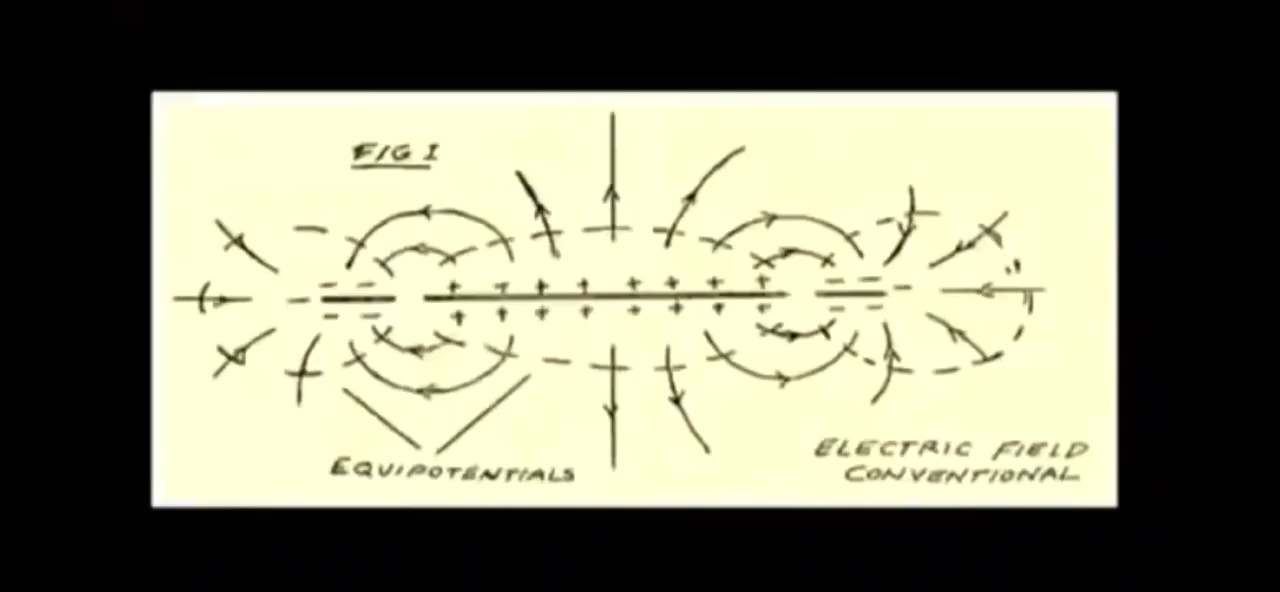 FIG I
EQUIPOTENTIALS
ELECTRIC FIELD
CONVENTIONAL